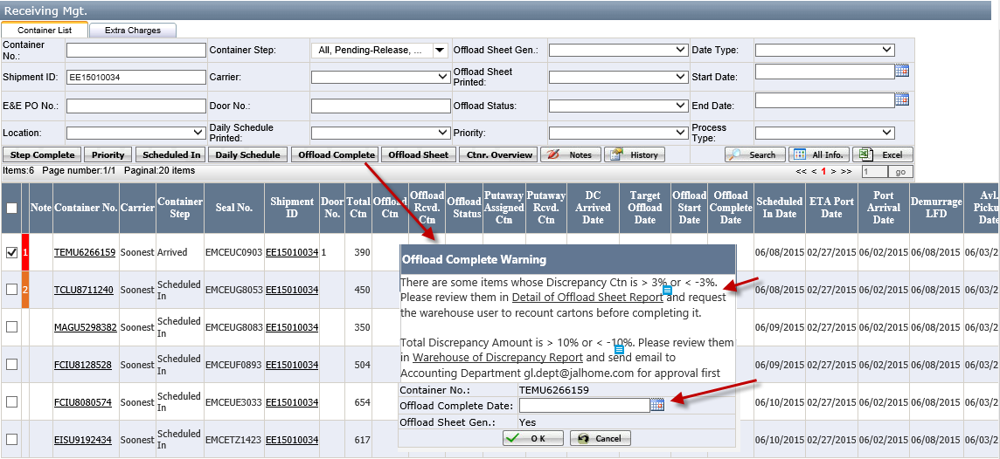 Receiving Mgt.
Container List Extra Charges
Container No.: Container Step: All, Pending-Release, ... Offload Sheet Gen.: Date Type:
Shipment ID: EE15010034 Carrier: Offload Sheet Printed: Start Date:
E&E PO No.: Door No.: Offload Status: End Date:
Location: Daily Schedule Printed: Priority: Process Type:
Step Complete Priority Scheduled In Daily Schedule Offload Complete Offload Sheet Ctnr. Overview Notes History Search All Info. Excel
Items:6 Page number:1/1 Paginal:20 items << < 1 > >> 1 go
Note Container No. Carrier Container Step Seal No. Shipment ID Door No. Total Ctn Offload Ctn Offload Rcvd. Ctn Offload Status Putaway Assigned Ctn Putaway Rcvd. Ctn DC Arrived Date Target Offload Date Offload Start Date Offload Complete Date Scheduled In Date ETA Port Date Port Arrival Date Demurrage LFD Avl. Picku Date
1 TEMU6266159 Soonest Arrived EMCEUC0903 EE15010034 1 390 06/08/2015 02/27/2015 06/02/2015 06/08/2015 06/03/2
2 TCLU8711240 Soonest Scheduled In EMCEUG8053 EE15010034 450 06/08/2015 02/27/2015 06/02/2015 06/08/2015 06/03/2
MAGU5298382 Soonest Scheduled In EMCEUG8083 EE15010034 350 06/09/2015 02/27/2015 06/02/2015 06/08/2015 06/03/2
FCIU8128528 Soonest Scheduled In EMCEUF0893 EE15010034 504 06/09/2015 02/27/2015 06/02/2015 06/08/2015 06/03/2
FCIU8080574 Soonest Scheduled In EMCEUE3033 EE15010034 654 06/10/2015 02/27/2015 06/02/2015 06/08/2015 06/03/2
EISU9192434 Soonest Scheduled In EMCETZ1423 EE15010034 617 06/10/2015 02/27/2015 06/02/2015 06/08/2015 06/03/2
Offload Complete Warning
There are some items whose Discrepancy Ctn is > 3% or < -3%.
Please review them in Detail of Offload Sheet Report and request
the warehouse user to recount cartons before completing it.
Total Discrepancy Amount is > 10% or < -10%. Please review them
in Warehouse of Discrepancy Report and send email to
Accounting Department gl.dept@jalhome.com for approval first
Container No.: TEMU6266159
Offload Complete Date:
Offload Sheet Gen.: Yes
O K Cancel